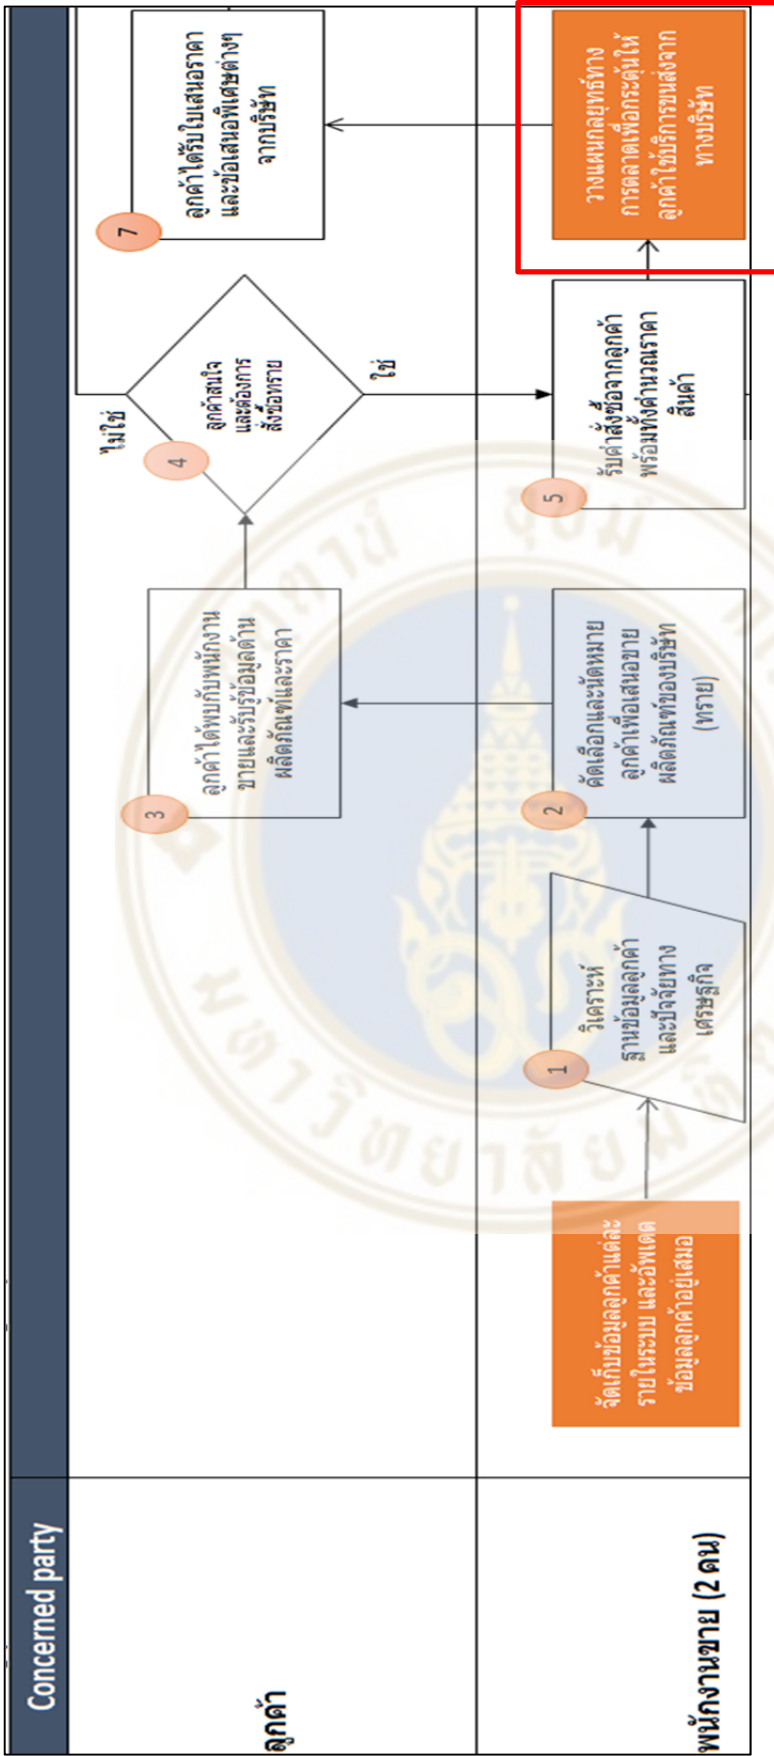 Concerned party
ลูกค้า
3
ลูกค้าได้พบกับพนักงาน
ขายและรับรู้ข้อมูลด้าน
ผลิตภัณฑ์และราคา
4
ลูกค้าสนใจ
และต้องการ
สั่งซื้อทราย
ไม่ใช่
ใช่
7
ลูกค้าได้รับใบเสนอราคา
และข้อเสนอพิเศษต่างๆ
จากบริษัท
พนักงานขาย (2 คน)
จัดเก็บข้อมูลลูกค้าแต่ละ
รายในระบบ และอัพเดต
ข้อมูลลูกค้าอยู่เสมอ
1
วิเคราะห์
ฐานข้อมูลลูกค้า
และปัจจัยทาง
เศรษฐกิจ
2
คัดเลือกและนัดหมาย
ลูกค้าเพื่อเสนอขาย
ผลิตภัณฑ์ของบริษัท
(ทราย)
5
รับคำสั่งซื้อจากลูกค้า
พร้อมทั้งคำนวณราคา
สินค้า
วางแผนกลยุทธ์ทาง
การตลาดเพื่อกระตุ้นให้
ลูกค้าใช้บริการขนส่งจาก
ทางบริษัท
มหาวิทยาลัยมหิดล